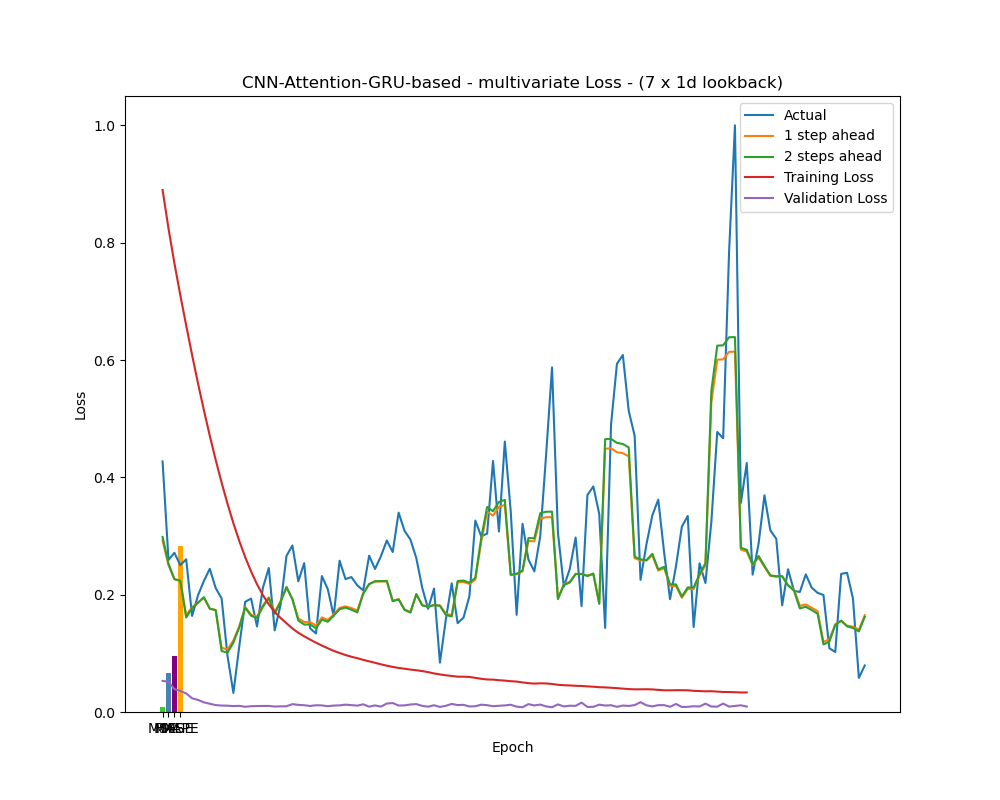 CNN-Attention-GRU-based - multivariate Loss - (7 x 1d lookback)
1.0
0.8
0.6
0.4
0.2
0.0
Loss
Actual
1 step ahead
2 steps ahead
Training Loss
Validation Loss
Epoch